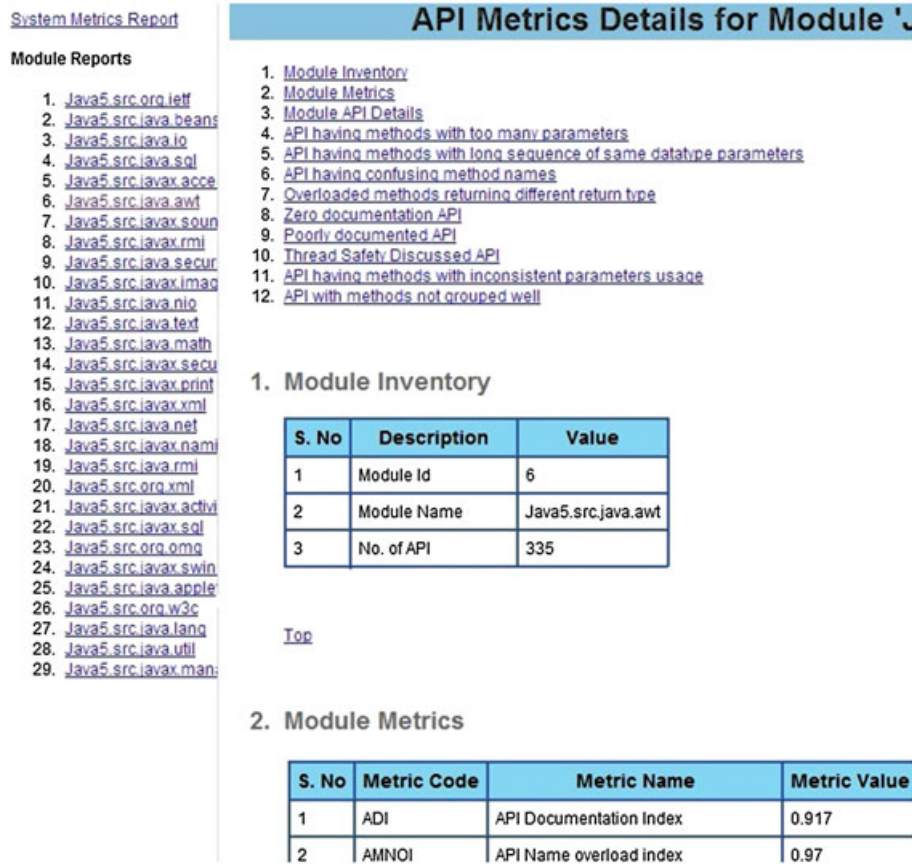 System Metrics Report
Module Reports
1. Java5.src.org.ietf
2. Java5.src.java.beans
3. Java5.src.java.io
4. Java5.src.java.sql
5. Java5.src.javax.acce
6. Java5.src.java.awt
7. Java5.src.javax.soun
8. Java5.src.javax.rmi
9. Java5.src.java.secur
10. Java5.src.javax.imag
11. Java5.src.java.nio
12. Java5.src.java.text
13. Java5.src.java.math
14. Java5.src.javax.secu
15. Java5.src.javax.print
16. Java5.src.javax.xml
17. Java5.src.java.net
18. Java5.src.javax.nami
19. Java5.src.java.rmi
20. Java5.src.org.xml
21. Java5.src.javax.activi
22. Java5.src.javax.sql
23. Java5.src.org.omg
24. Java5.src.javax.swin
25. Java5.src.java.applet
26. Java5.src.org.w3c
27. Java5.src.java.lang
28. Java5.src.java.util
29. Java5.src.javax.mana
API Metrics Details for Module 'J
1. Module Inventory
2. Module Metrics
3. Module API Details
4. API having methods with too many parameters
5. API having methods with long sequence of same datatype parameters
6. API having confusing method names
7. Overloaded methods returning different return type
8. Zero documentation API
9. Poorly documented API
10. Thread Safety Discussed API
11. API having methods with inconsistent parameters usage
12. API with methods not grouped well
1. Module Inventory
S. No Description Value
1 Module Id 6
2 Module Name Java5.src.java.awt
3 No. of API 335
Top
2. Module Metrics
S. No Metric Code Metric Name Metric Value
1 ADI API Documentation Index 0.917
2 AMNOI API Name overload index 0.97